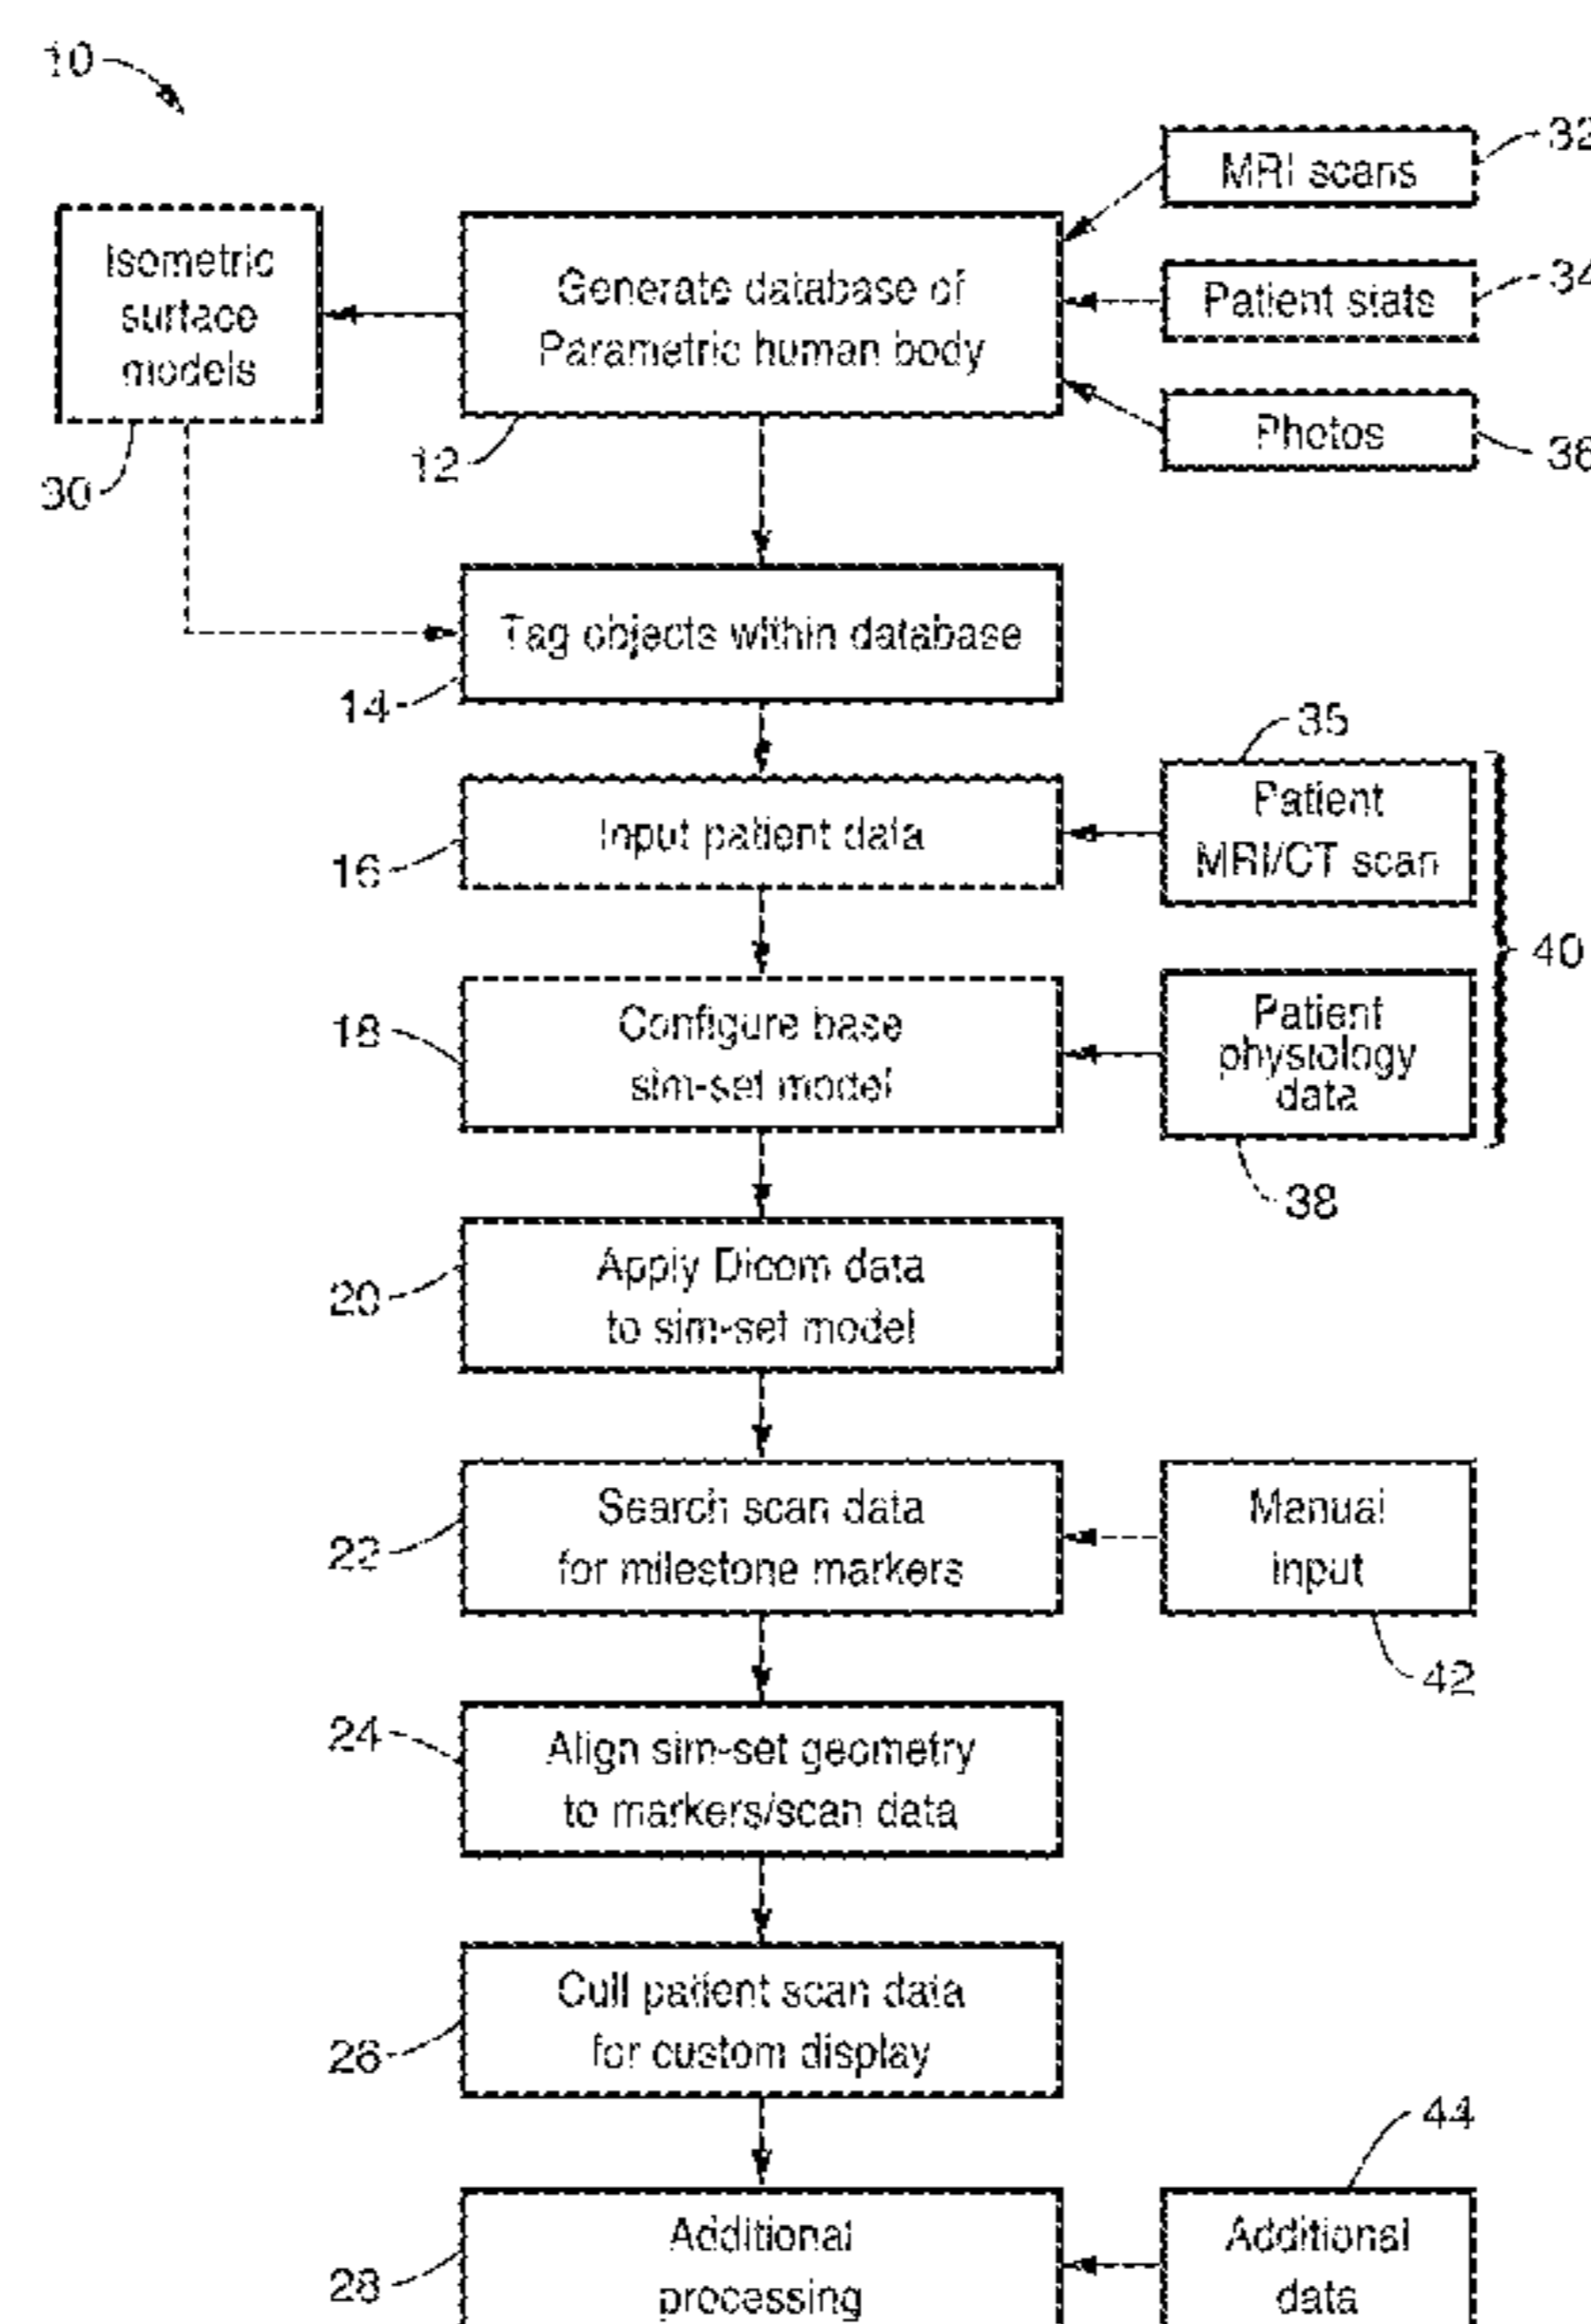 10
MRI scans
32
Isometric
surface
models
30
Generate database of
Parametric human body
12
Patient stats
34
Photos
36
Tag objects within database
14
Input patient data
16
Patient
MRI/CT scan
35
40
Configure base
sim-set model
18
Patient
physiology
data
38
Apply Dicom data
to sim-set model
20
Search scan data
for milestone markers
22
Manual
input
42
Align sim-set geometry
to markers/scan data
24
Cull patient scan data
for custom display
26
Additional
processing
28
Additional
data
44